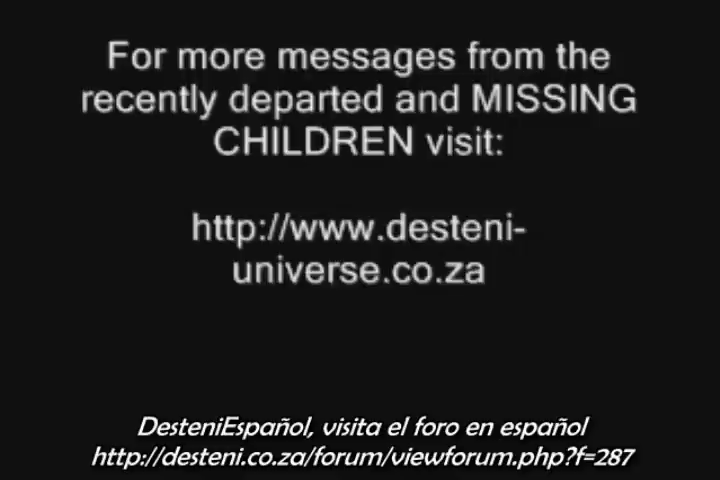 For more messages from the
recently departed and MISSING
CHILDREN visit:
http://www.desteni-
universe.co.za
DesteniEspañol, visita el foro en español
http://desteni.co.za/forum/viewforum.php?f=287